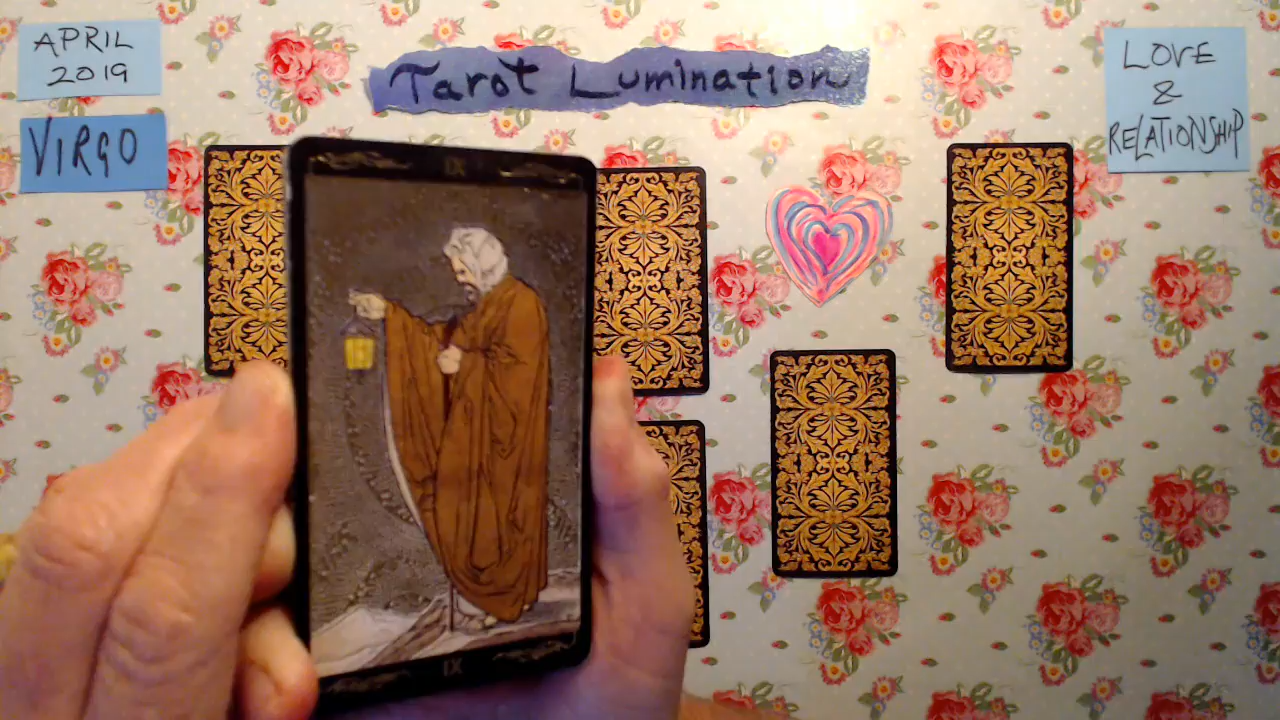 APRIL
2019
VIRGO
Tarot Lumination
LOVE
&
RELATIONSHIP
IX
IX